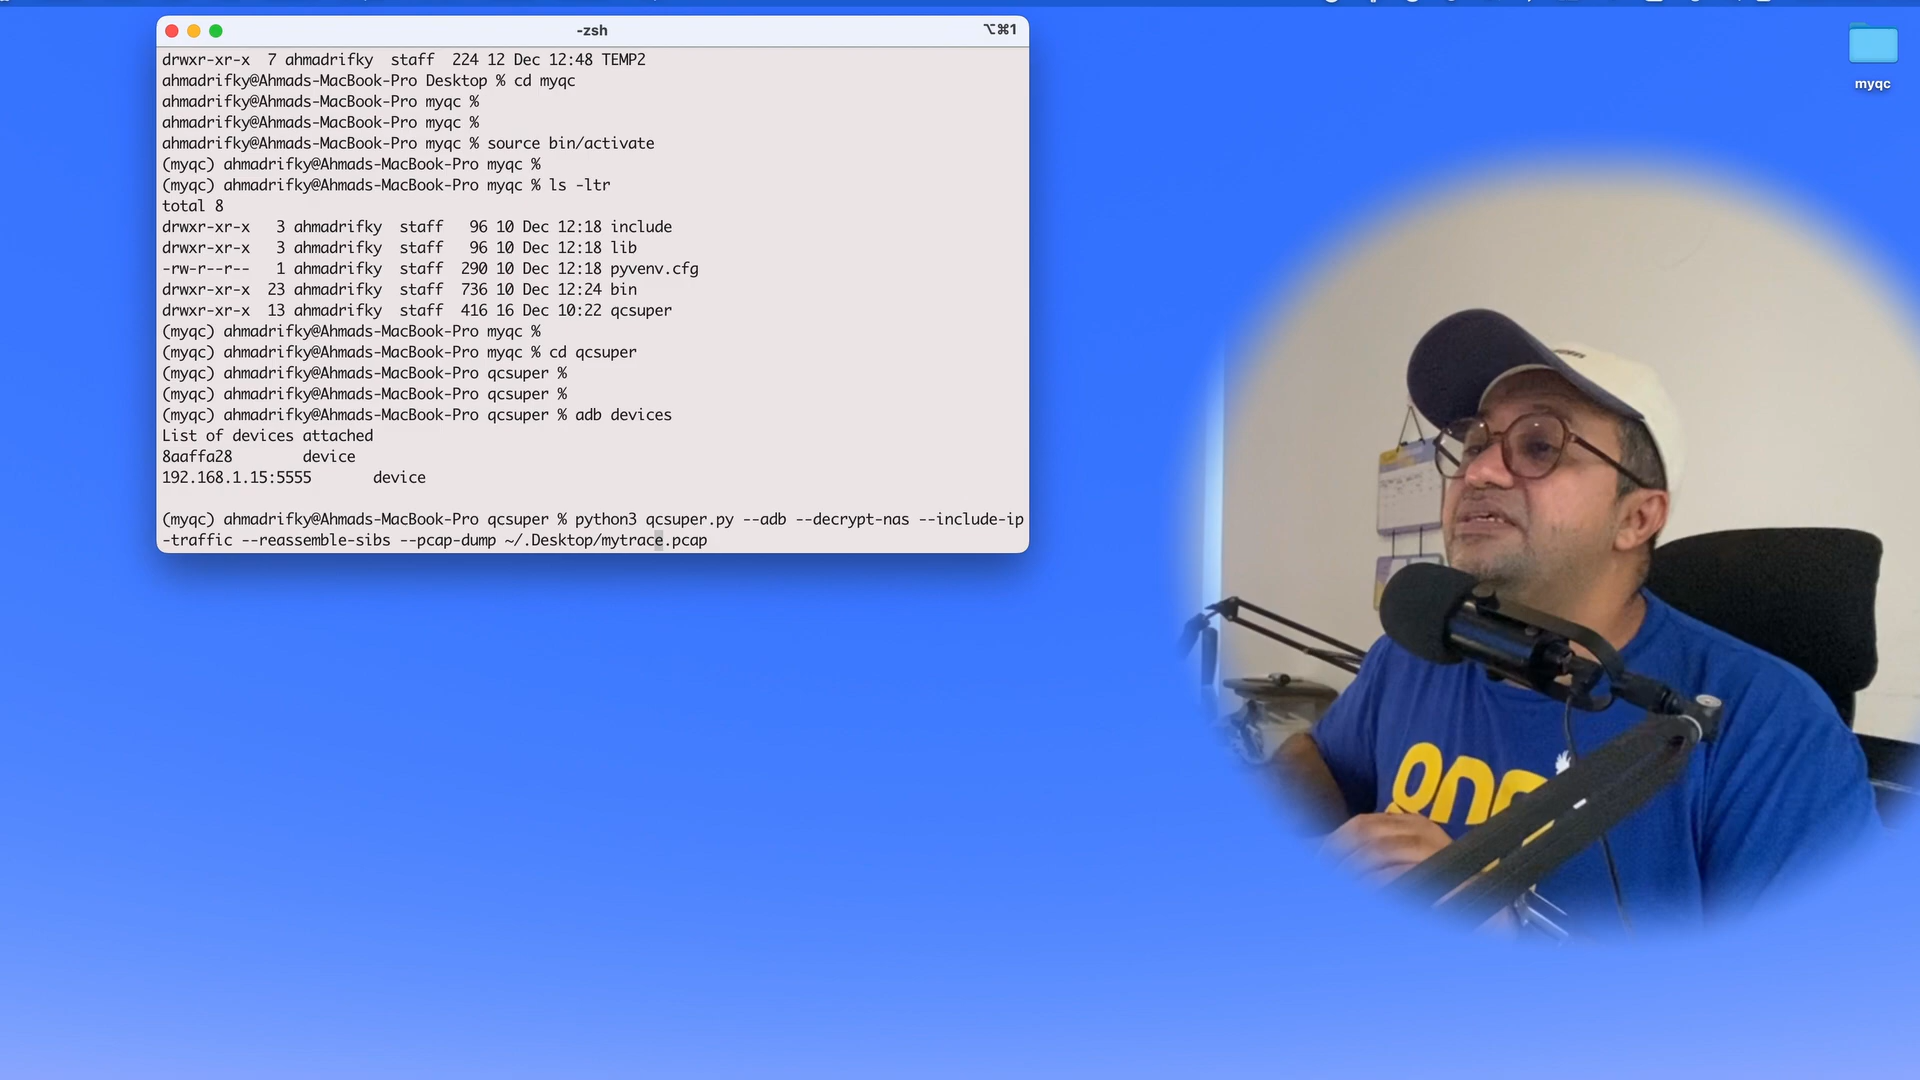 -zsh
⌥⌘1
drwxr-xr-x  7 ahmadrifky  staff  224 12 Dec 12:48 TEMP2
ahmadrifky@Ahmads-MacBook-Pro Desktop % cd myqc
ahmadrifky@Ahmads-MacBook-Pro myqc %
ahmadrifky@Ahmads-MacBook-Pro myqc %
ahmadrifky@Ahmads-MacBook-Pro myqc % source bin/activate
(myqc) ahmadrifky@Ahmads-MacBook-Pro myqc %
(myqc) ahmadrifky@Ahmads-MacBook-Pro myqc % ls -ltr
total 8
drwxr-xr-x   3 ahmadrifky  staff   96 10 Dec 12:18 include
drwxr-xr-x   3 ahmadrifky  staff   96 10 Dec 12:18 lib
-rw-r--r--   1 ahmadrifky  staff  290 10 Dec 12:18 pyvenv.cfg
drwxr-xr-x  23 ahmadrifky  staff  736 10 Dec 12:24 bin
drwxr-xr-x  13 ahmadrifky  staff  416 16 Dec 10:22 qcsuper
(myqc) ahmadrifky@Ahmads-MacBook-Pro myqc %
(myqc) ahmadrifky@Ahmads-MacBook-Pro myqc % cd qcsuper
(myqc) ahmadrifky@Ahmads-MacBook-Pro qcsuper %
(myqc) ahmadrifky@Ahmads-MacBook-Pro qcsuper %
(myqc) ahmadrifky@Ahmads-MacBook-Pro qcsuper % adb devices
List of devices attached
8aaffa28        device
192.168.1.15:5555       device
(myqc) ahmadrifky@Ahmads-MacBook-Pro qcsuper % python3 qcsuper.py --adb --decrypt-nas --include-ip
-traffic --reassemble-sibs --pcap-dump ~/.Desktop/mytrace.pcap
myqc